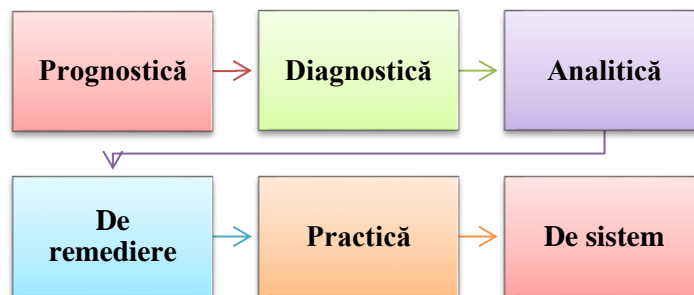 Prognostică
Diagnostică
Analitică
De
remediere
Practică
De sistem